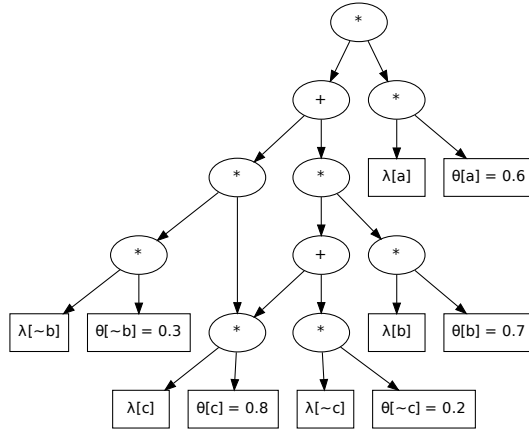 *
+
*
*
*
λ[a]
θ[a] = 0.6
*
+
*
λ[~b]
θ[~b] = 0.3
*
*
λ[b]
θ[b] = 0.7
λ[c]
θ[c] = 0.8
λ[~c]
θ[~c] = 0.2